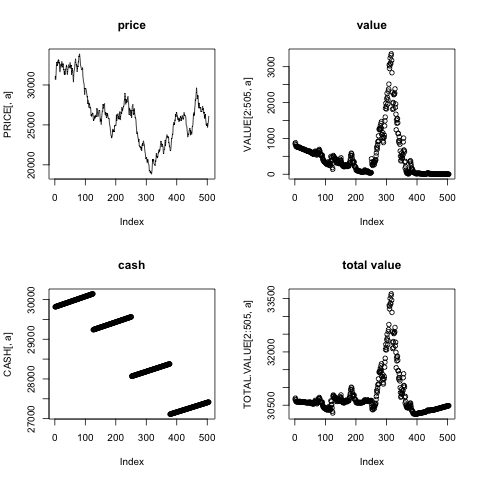 price
PRICE[, a]
20000 25000 30000
0 100 200 300 400 500
Index
value
VALUE[2:505, a]
0 1000 2000 3000
0 100 200 300 400 500
Index
cash
CASH[, a]
27000 28000 29000 30000
0 100 200 300 400 500
Index
total value
TOTAL.VALUE[2:505, a]
30500 32000 33500
0 100 200 300 400 500
Index